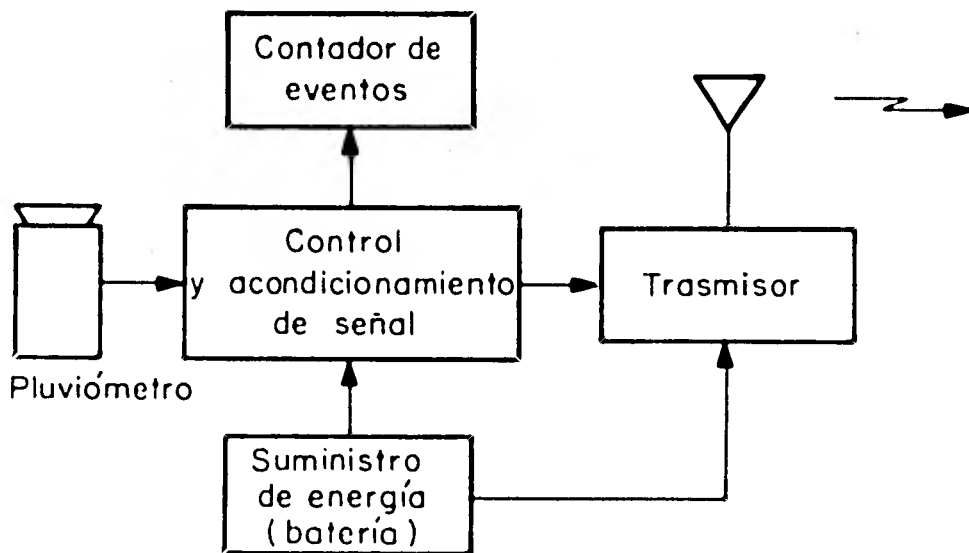 Contador de
eventos
Control
y acondicionamiento
de señal
Trasmisor
Pluviómetro
Suministro
de energía
(batería)